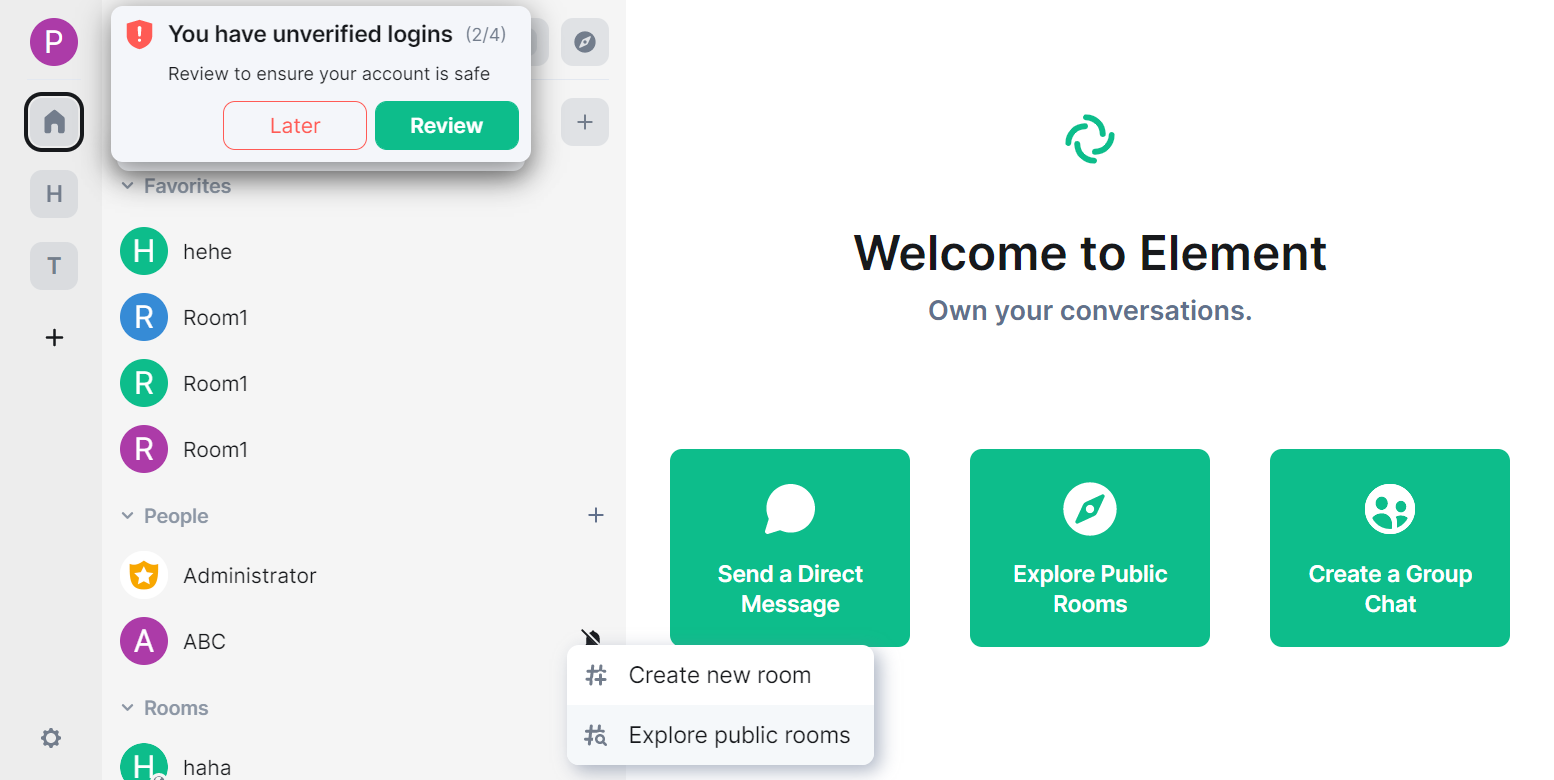 P
You have unverified logins (2/4)
Review to ensure your account is safe
Later
Review
H
T
Favorites
H hehe
R Room1
R Room1
R Room1
People
Administrator
A ABC
Rooms
H haha
Create new room
Explore public rooms
Welcome to Element
Own your conversations.
Send a Direct
Message
Explore Public
Rooms
Create a Group
Chat